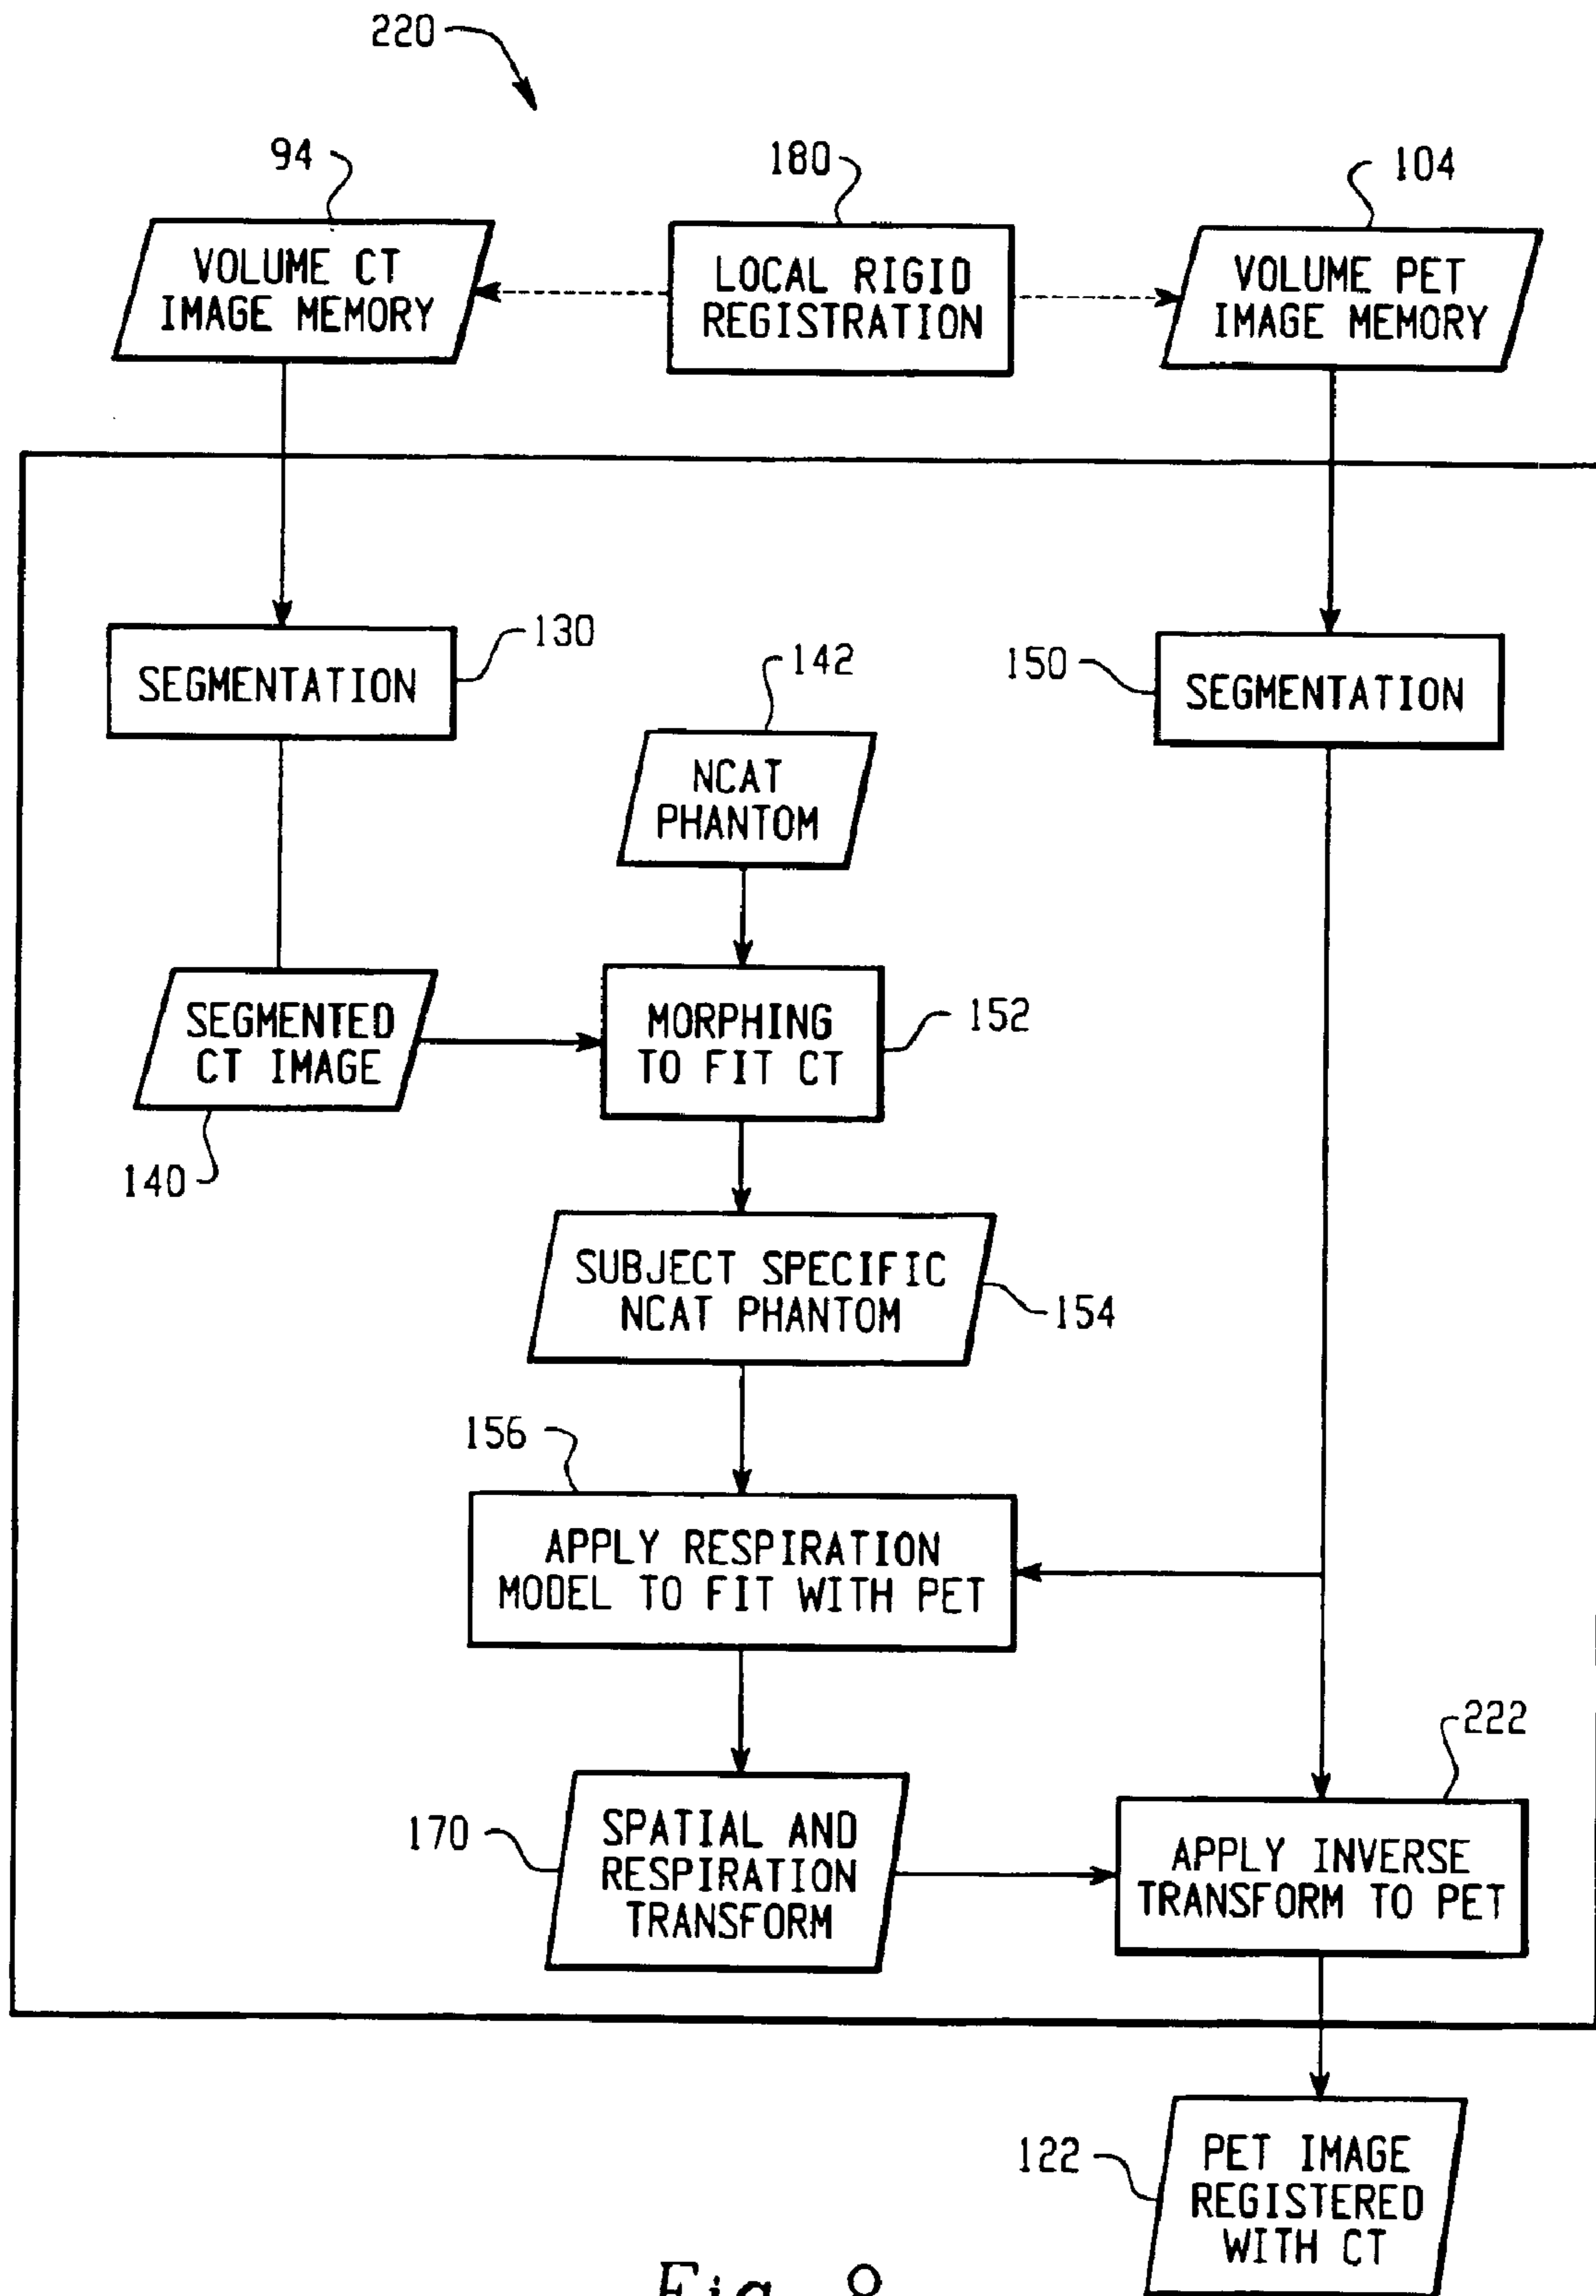 220
94
180
104
VOLUME CT
IMAGE MEMORY
LOCAL RIGID
REGISTRATION
VOLUME PET
IMAGE MEMORY
130
SEGMENTATION
142
150
SEGMENTATION
NCAT
PHANTOM
SEGMENTED
CT IMAGE
140
MORPHING
TO FIT CT
152
SUBJECT SPECIFIC
NCAT PHANTOM
154
156
APPLY RESPIRATION
MODEL TO FIT WITH PET
170
SPATIAL AND
RESPIRATION
TRANSFORM
222
APPLY INVERSE
TRANSFORM TO PET
122
PET IMAGE
REGISTERED
WITH CT
Fig. 8